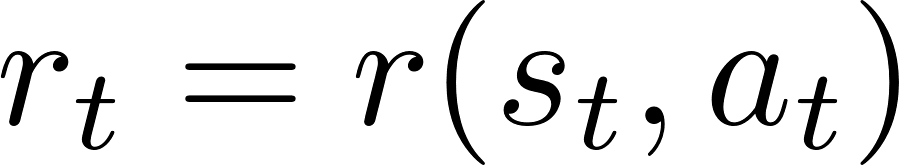 r_t = r(s_t, a_t)